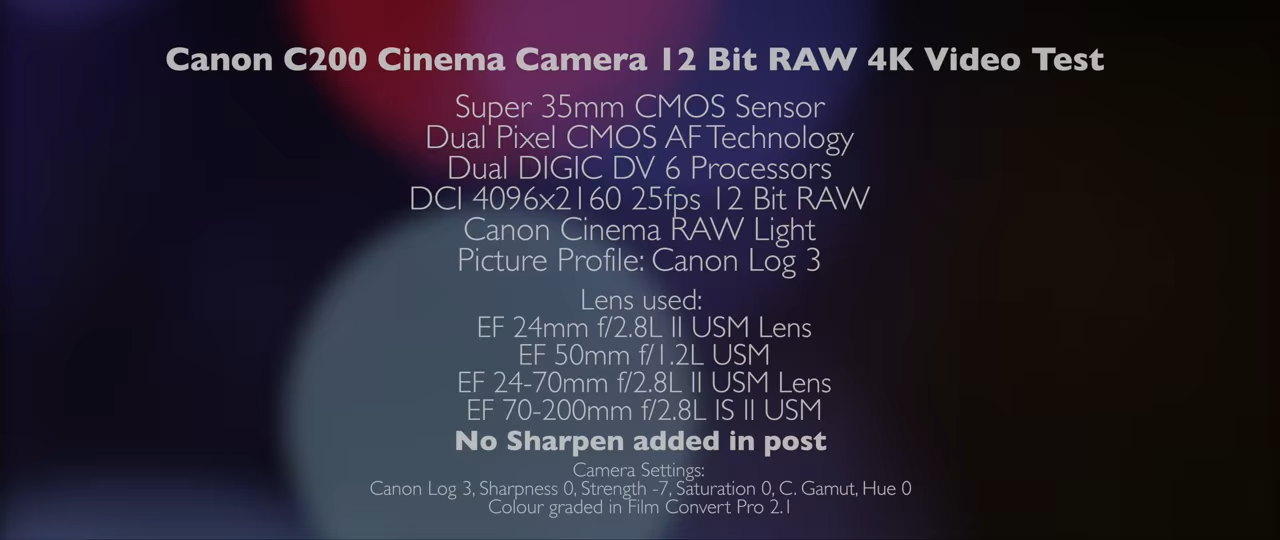 Canon C200 Cinema Camera 12 Bit RAW 4K Video Test
Super 35mm CMOS Sensor
Dual Pixel CMOS AF Technology
Dual DIGIC DV 6 Processors
DCI 4096x2160 25fps 12 Bit RAW
Canon Cinema RAW Light
Picture Profile: Canon Log 3
Lens used:
EF 24mm f/2.8L II USM Lens
EF 50mm f/1.2L USM
EF 24-70mm f/2.8L II USM Lens
EF 70-200mm f/2.8L IS II USM
No Sharpen added in post
Camera Settings:
Canon Log 3, Sharpness 0, Strength -7, Saturation 0, C. Gamut, Hue 0
Colour graded in Film Convert Pro 2.1